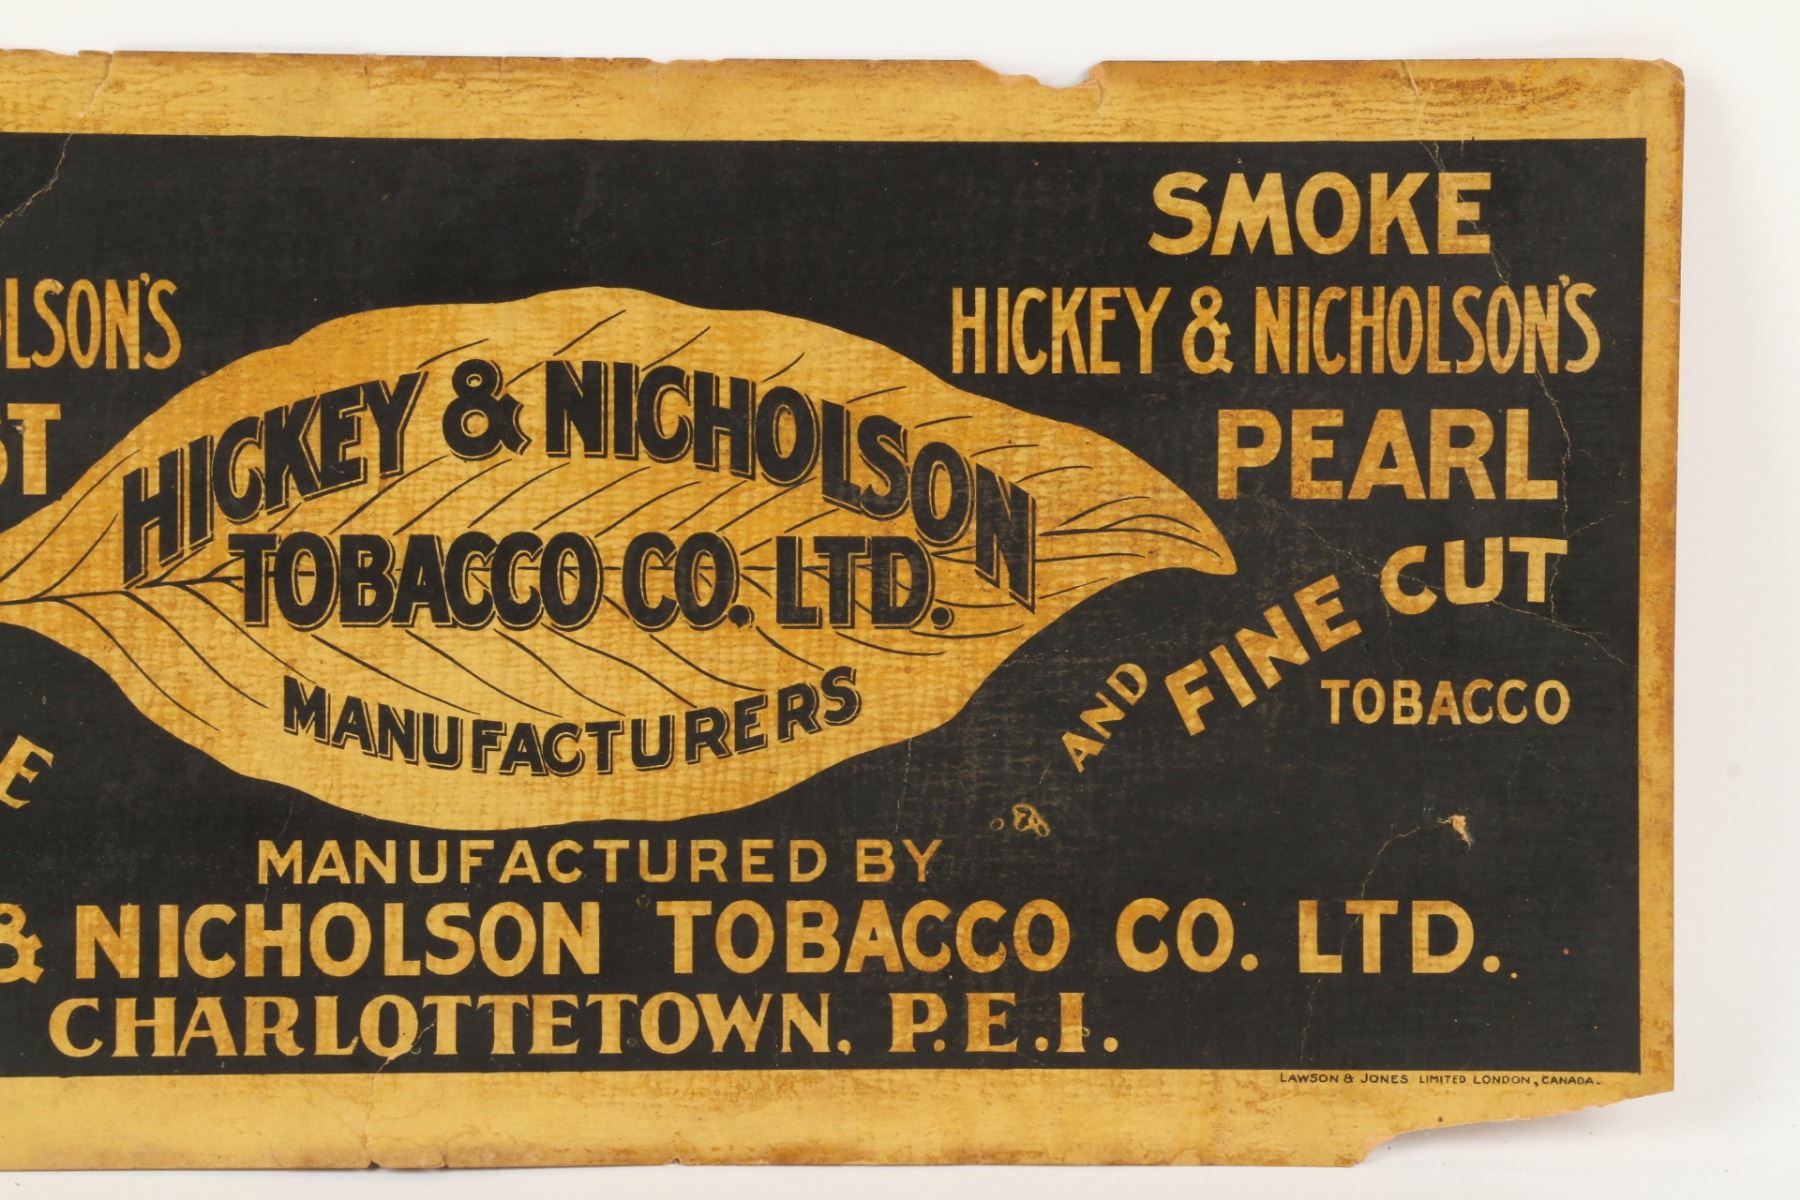 OLSON'S
ST
E
HICKEY & NICHOLSON
TOBACCO CO. LTD.
MANUFACTURERS
SMOKE
HICKEY & NICHOLSON'S
PEARL
AND FINE CUT
TOBACCO
MANUFACTURED BY
& NICHOLSON TOBACCO CO. LTD.
CHARLOTTETOWN, P.E.I.
LAWSON & JONES LIMITED LONDON, CANADA.